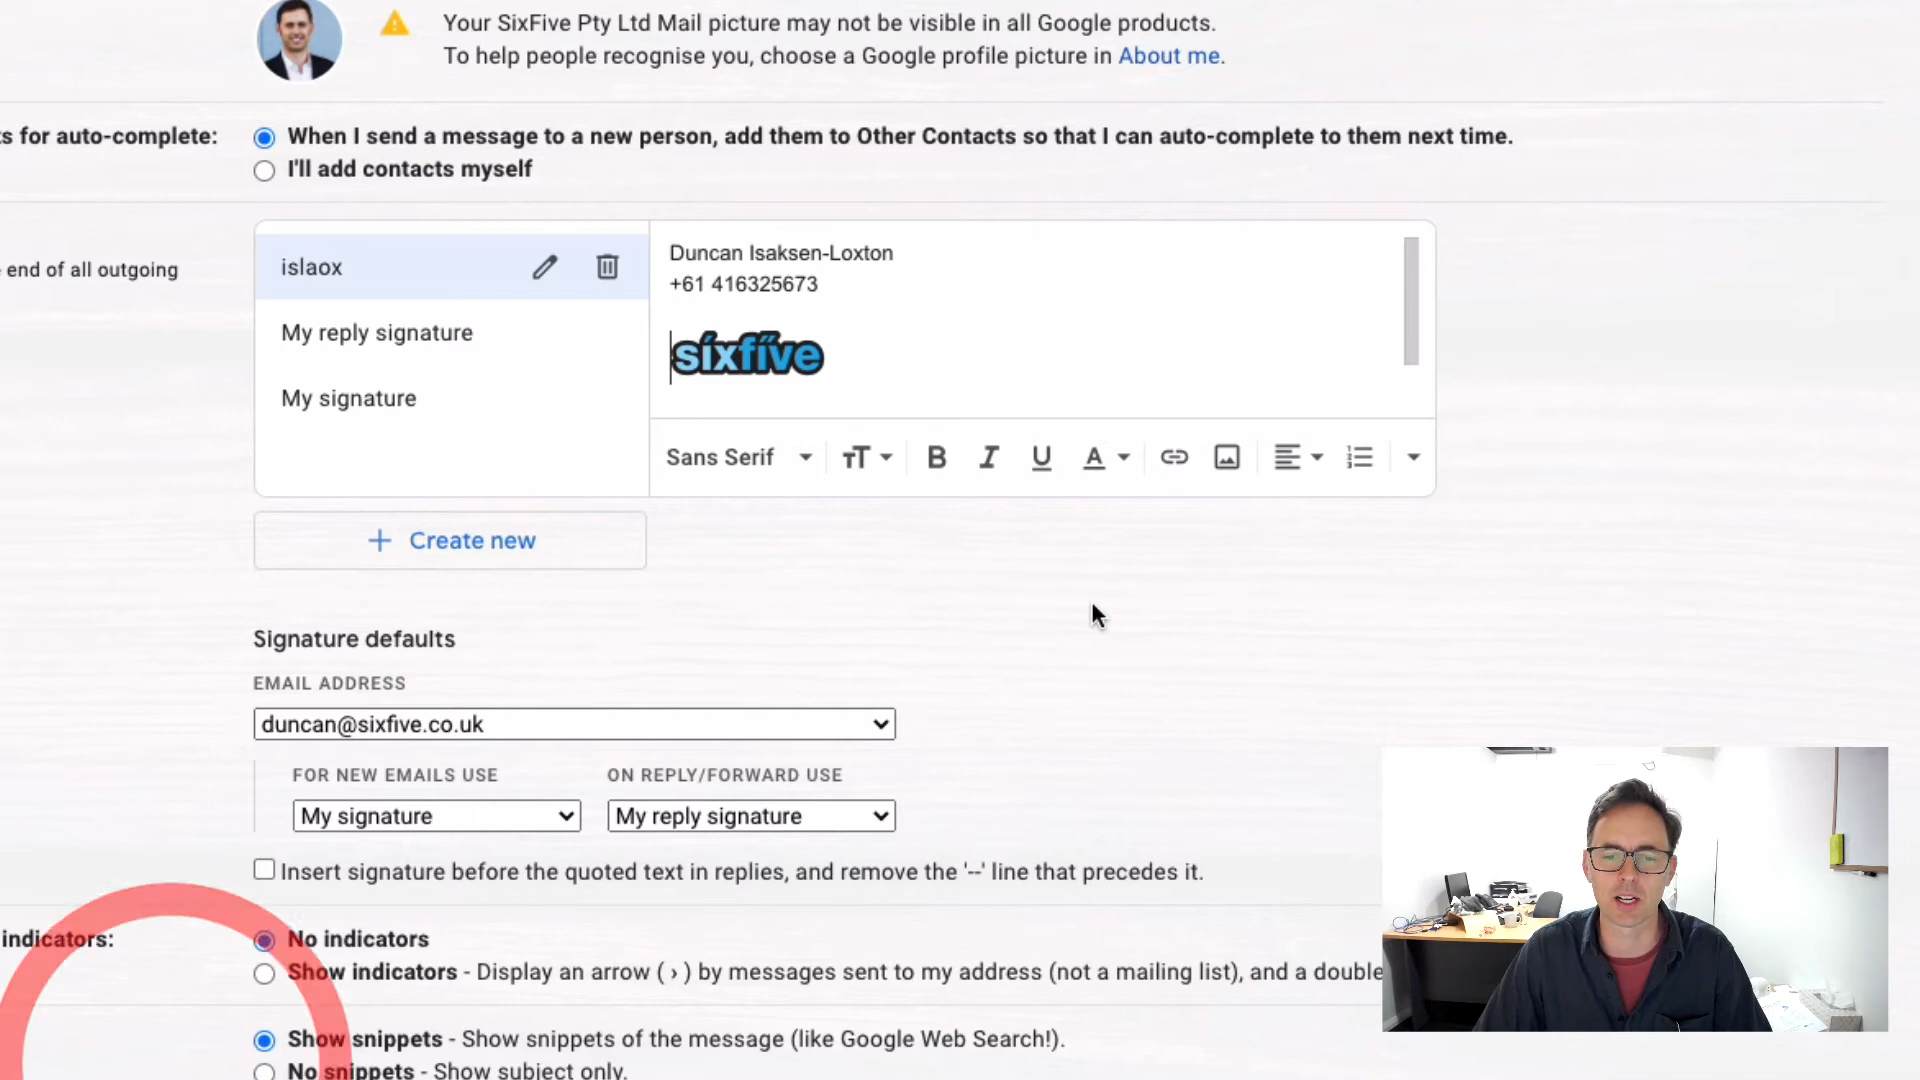 Your SixFive Pty Ltd Mail picture may not be visible in all Google products.
To help people recognise you, choose a Google profile picture in About me.
s for auto-complete:
When I send a message to a new person, add them to Other Contacts so that I can auto-complete to them next time.
I'll add contacts myself
end of all outgoing
islaox
My reply signature
My signature
Duncan Isaksen-Loxton
+61 416325673
sixfive
Sans Serif
Create new
Signature defaults
EMAIL ADDRESS
duncan@sixfive.co.uk
FOR NEW EMAILS USE
ON REPLY/FORWARD USE
My signature
My reply signature
Insert signature before the quoted text in replies, and remove the '--' line that precedes it.
indicators:
No indicators
Show indicators - Display an arrow ( › ) by messages sent to my address (not a mailing list), and a double
Show snippets - Show snippets of the message (like Google Web Search!).
No snippets - Show subject only.